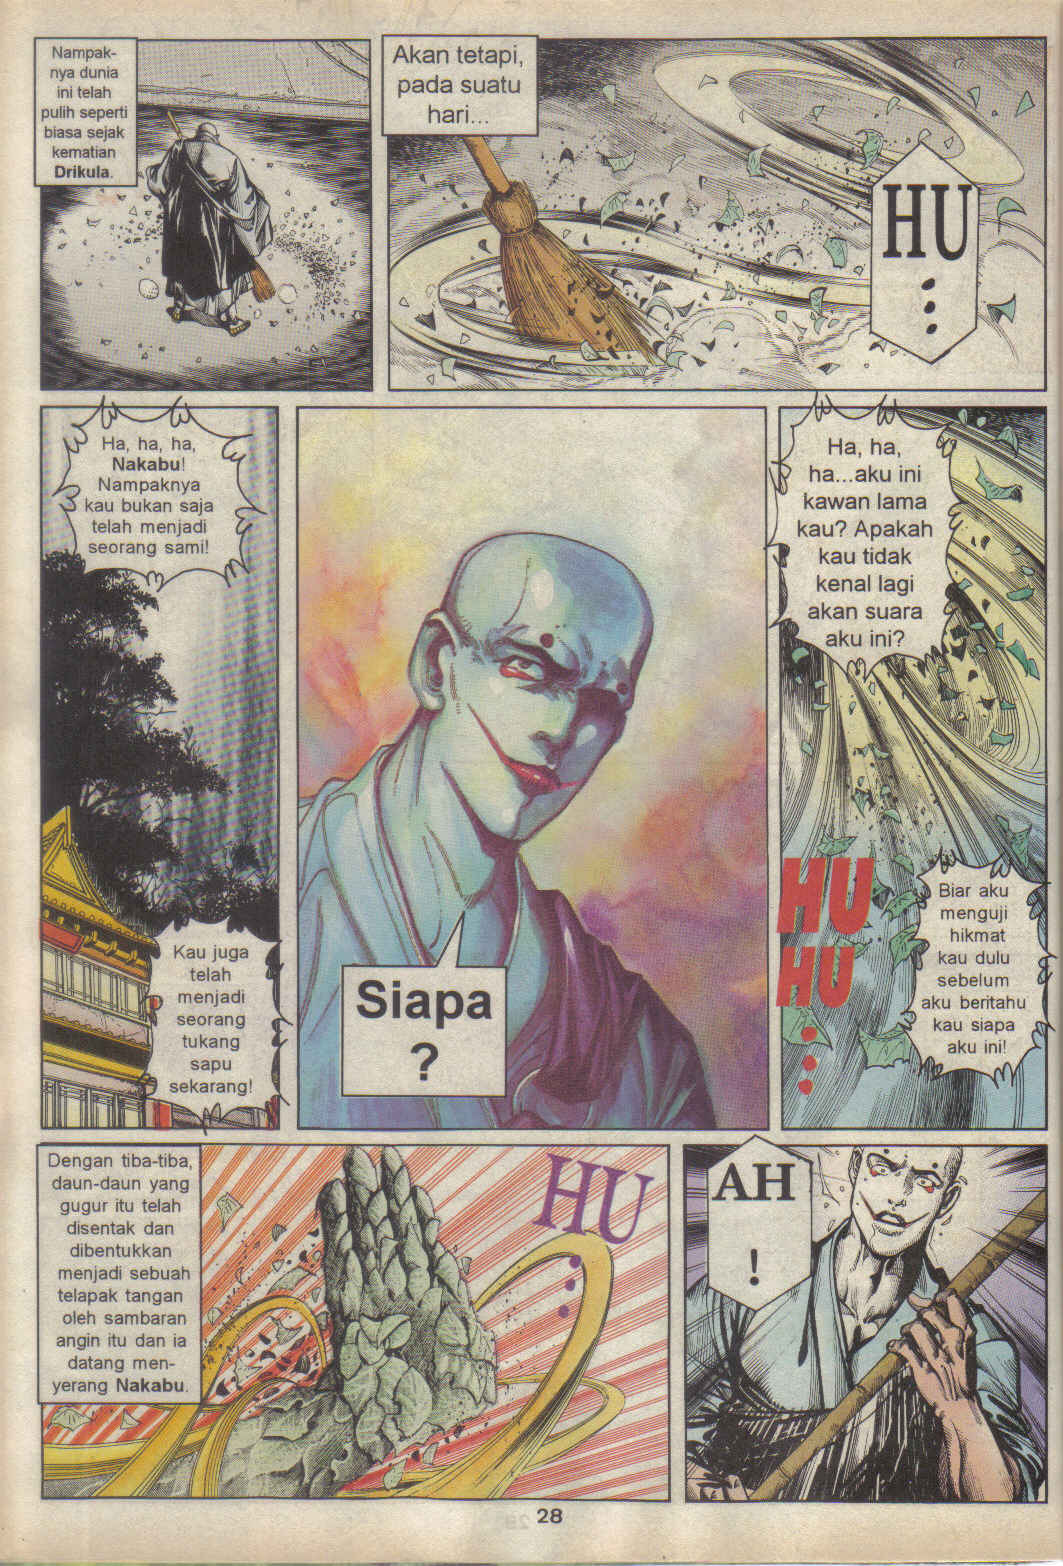 Nampak-
nya dunia
ini telah
pulih seperti
biasa sejak
kematian
Drikula.
Akan tetapi,
pada suatu
hari...
HU
...
Ha, ha, ha,
Nakabu!
Nampaknya
kau bukan saja
telah menjadi
seorang sami!
Kau juga
telah
menjadi
seorang
tukang
sapu
sekarang!
Siapa
?
Ha, ha,
ha...aku ini
kawan lama
kau? Apakah
kau tidak
kenal lagi
akan suara
aku ini?
HU
HU
...
Biar aku
menguji
hikmat
kau dulu
sebelum
aku beritahu
kau siapa
aku ini!
Dengan tiba-tiba,
daun-daun yang
gugur itu telah
disentak dan
dibentukkan
menjadi sebuah
telapak tangan
oleh sambaran
angin itu dan ia
datang men-
yerang Nakabu.
HU
...
AH
!
28